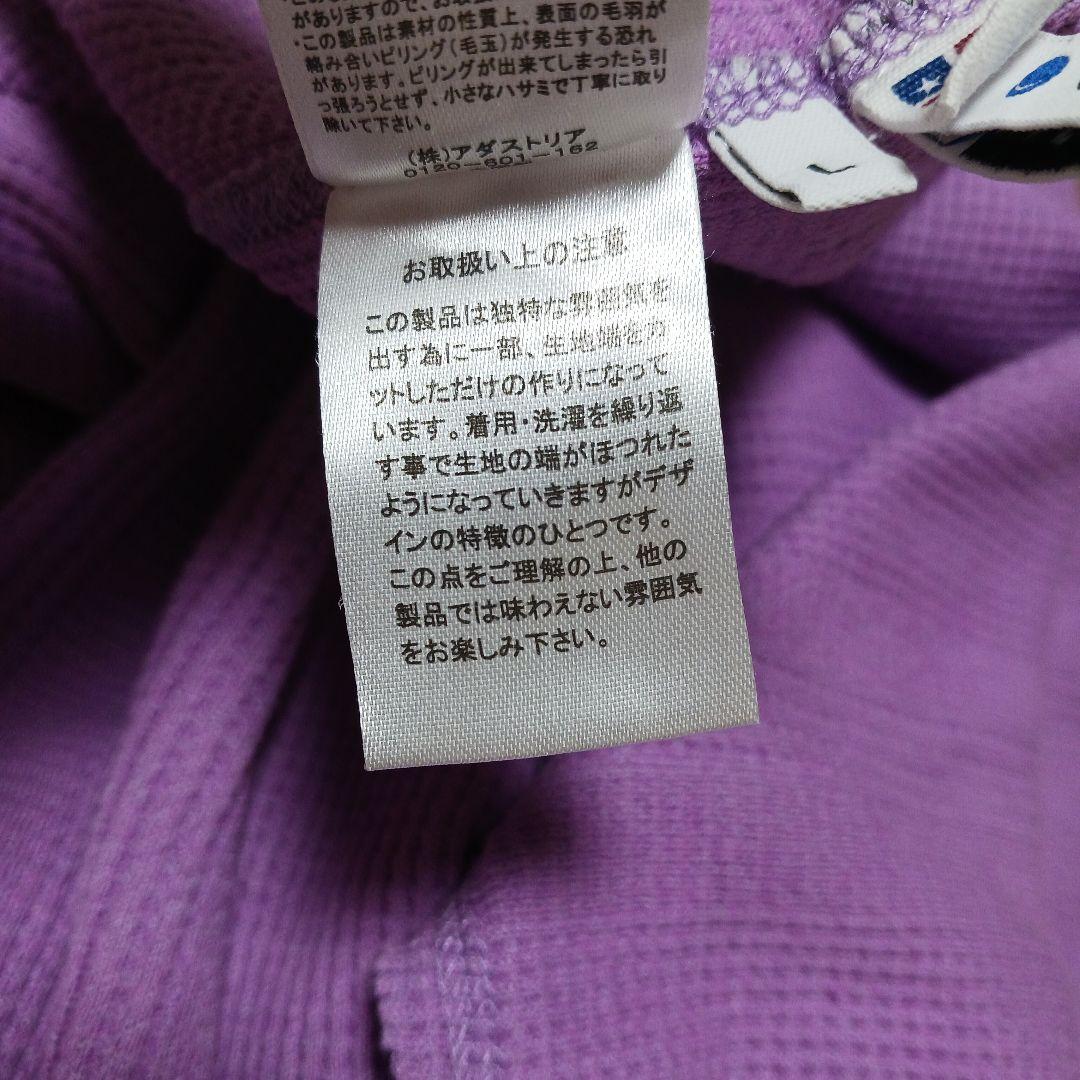 がありますので、お取扱
・この製品は素材の性質上、表面の毛羽が
絡み合いピリング(毛玉)が発生する恐れ
があります。ピリングが出来てしまったら引
っ張ろうとせず、小さなハサミで丁寧に取り
除いて下さい。
(株)アダストリア
0120-601-162
お取扱い上の注意
この製品は独特な雰囲気を
出す為に一部、生地端をカ
ットしただけの作りになって
います。着用・洗濯を繰り返
す事で生地の端がほつれた
ようになっていきますがデザ
インの特徴のひとつです。
この点をご理解の上、他の
製品では味わえない雰囲気
をお楽しみ下さい。
L